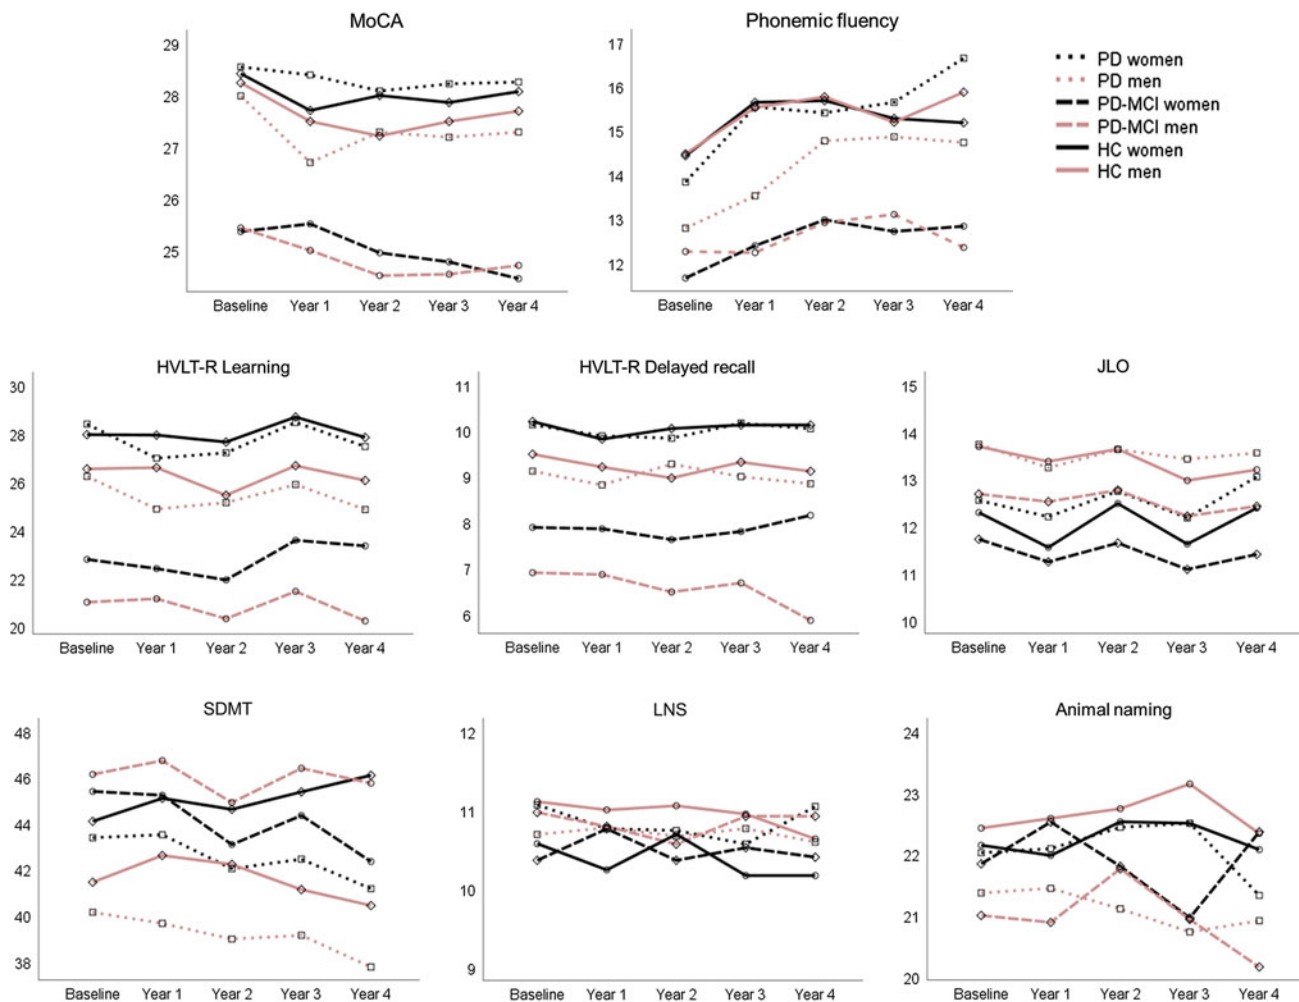 MoCA
29
28
27
26
25
Baseline Year 1 Year 2 Year 3 Year 4
Phonemic fluency
17
16
15
14
13
12
Baseline Year 1 Year 2 Year 3 Year 4
PD women
PD men
PD-MCI women
PD-MCI men
HC women
HC men
HVLT-R Learning
30
28
26
24
22
20
Baseline Year 1 Year 2 Year 3 Year 4
HVLT-R Delayed recall
11
10
9
8
7
6
Baseline Year 1 Year 2 Year 3 Year 4
JLO
15
14
13
12
11
10
Baseline Year 1 Year 2 Year 3 Year 4
SDMT
48
46
44
42
40
38
Baseline Year 1 Year 2 Year 3 Year 4
LNS
12
11
10
9
Baseline Year 1 Year 2 Year 3 Year 4
Animal naming
24
23
22
21
20
Baseline Year 1 Year 2 Year 3 Year 4